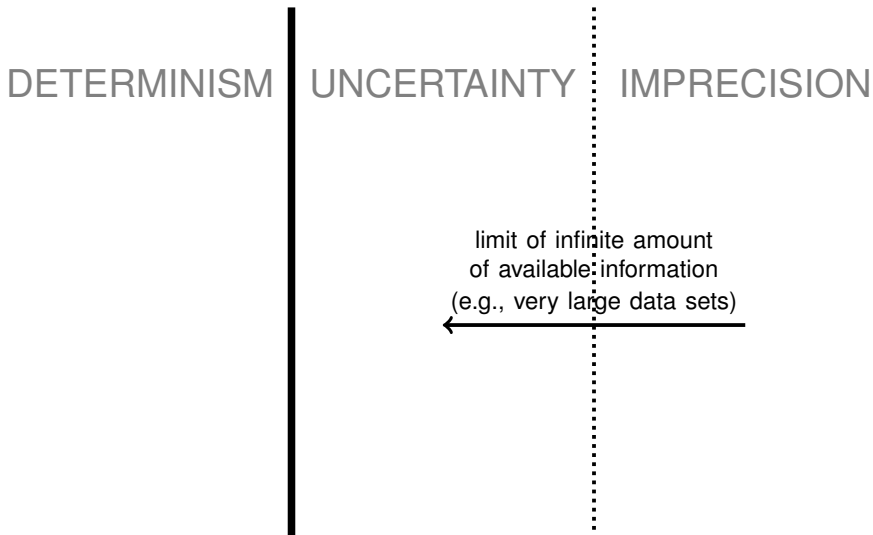 DETERMINISM UNCERTAINTY IMPRECISION
limit of infinite amount
of available information
(e.g., very large data sets)